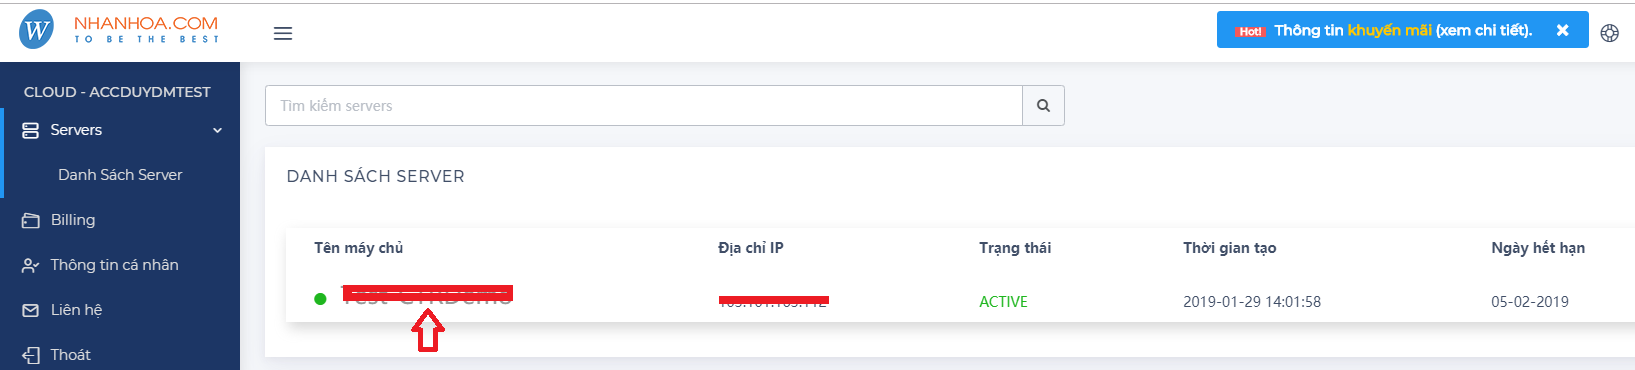 W NHANHOA.COM
TO BE THE BEST
Hot! Thông tin khuyến mãi (xem chi tiết).
CLOUD - ACCDUYDMTEST
Servers
Danh Sách Server
Billing
Thông tin cá nhân
Liên hệ
Thoát
Tìm kiếm servers
DANH SÁCH SERVER
Tên máy chủ Địa chỉ IP Trạng thái Thời gian tạo Ngày hết hạn
ACTIVE 2019-01-29 14:01:58 05-02-2019